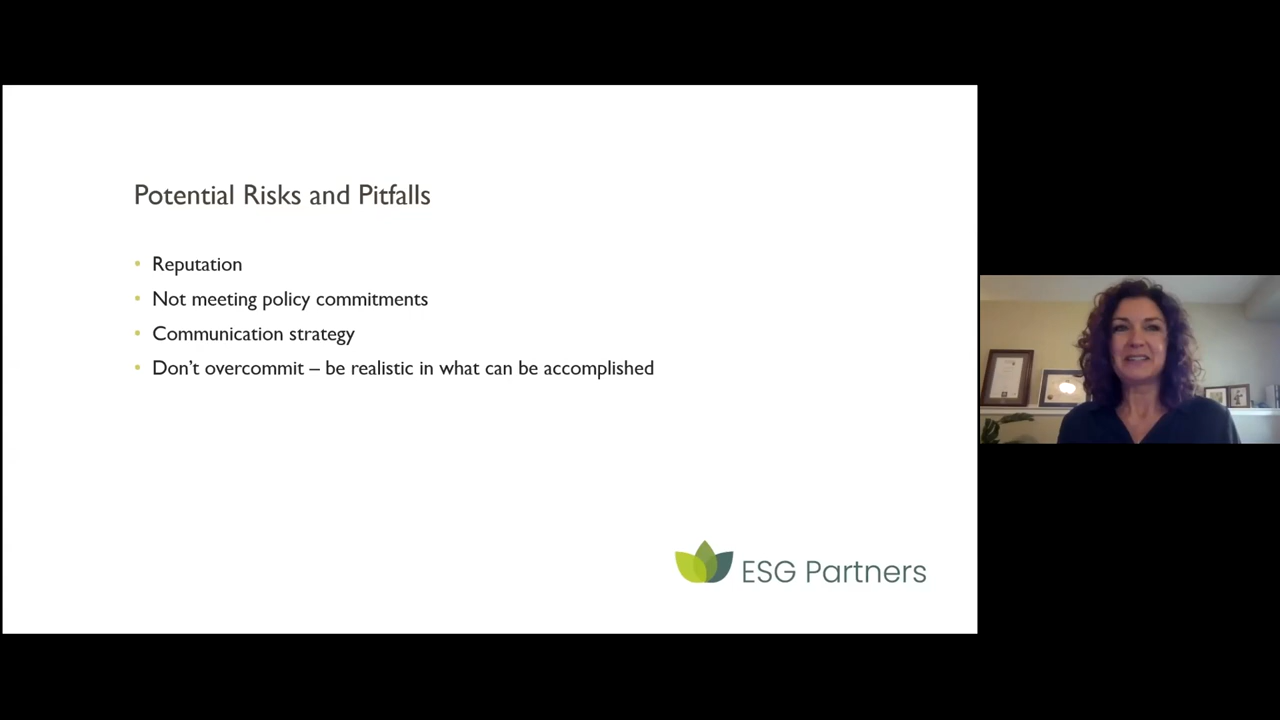 Potential Risks and Pitfalls
• Reputation
• Not meeting policy commitments
• Communication strategy
• Don’t overcommit – be realistic in what can be accomplished
ESG Partners